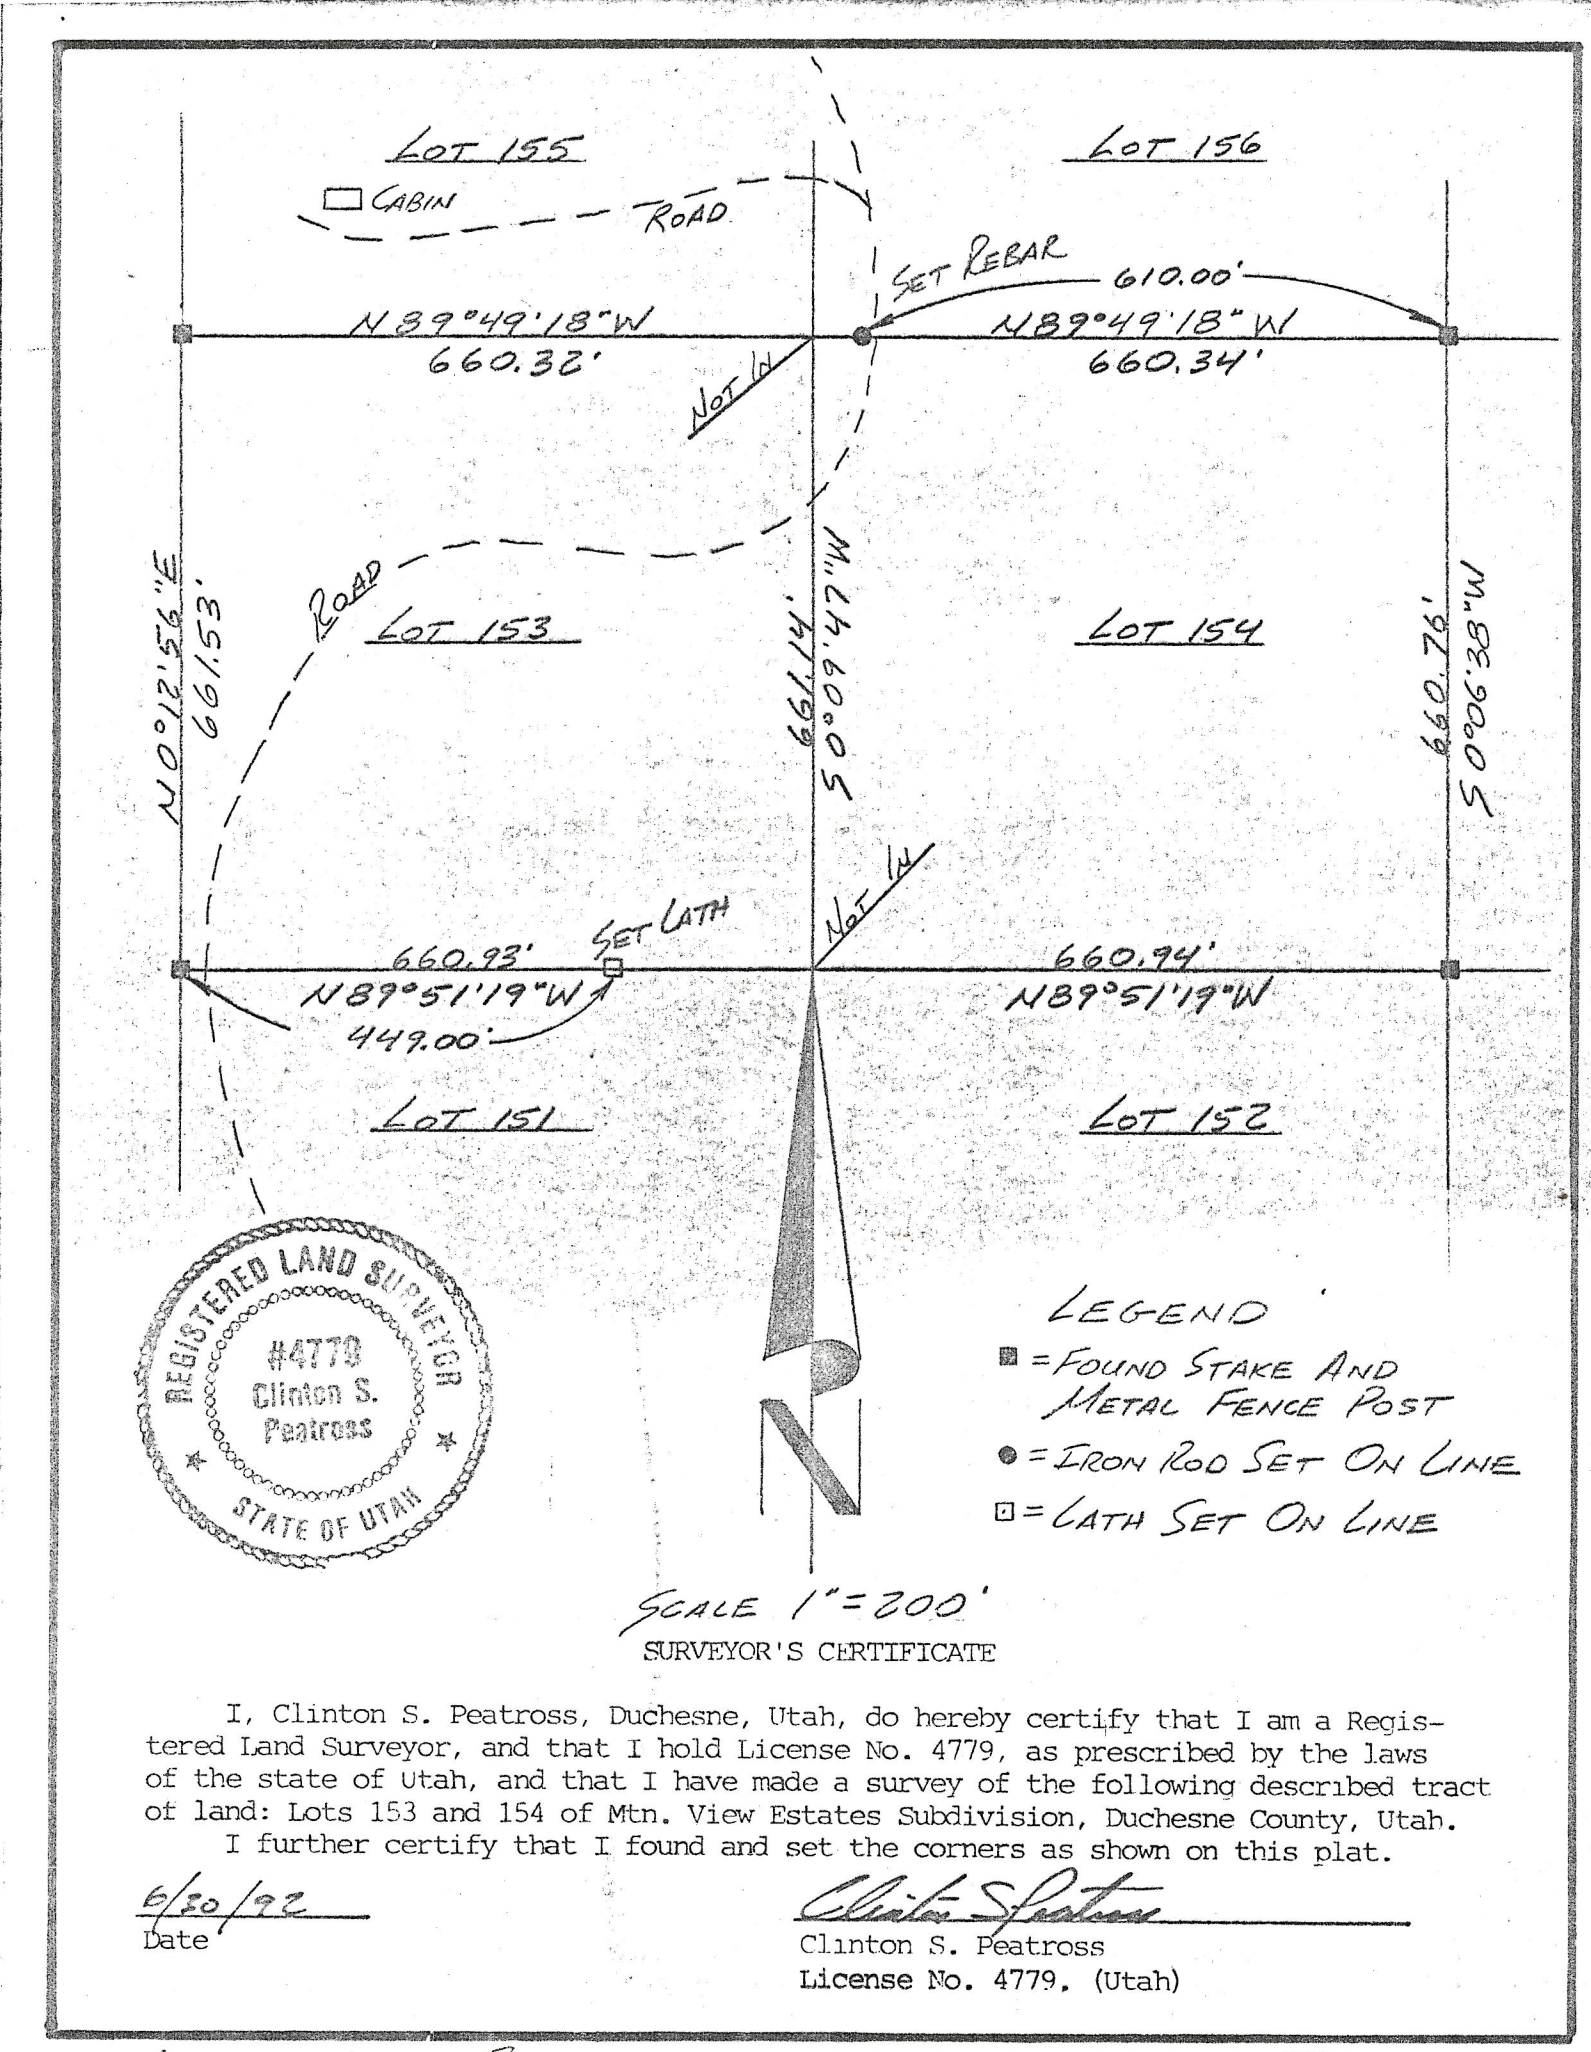 LOT 155
LOT 156
CABIN
ROAD
SET REBAR
610.00'
N 89°49'18"W
N89°49'18"W
660.32'
660.34'
NOT IN
ROAD
LOT 153
LOT 154
N 0°12'56"E
661.53'
661.14'
S 0°09'47"W
660.76'
S 0°06'38"W
NOT IN
SET LATH
660.93'
660.94'
N89°51'19"W
N89°51'19"W
449.00'
LOT 151
LOT 152
REGISTERED LAND SURVEYOR
#4779
Clinton S.
Peatross
STATE OF UTAH
N
LEGEND
= FOUND STAKE AND
METAL FENCE POST
= IRON ROD SET ON LINE
= LATH SET ON LINE
SCALE 1"=200'
SURVEYOR'S CERTIFICATE
I, Clinton S. Peatross, Duchesne, Utah, do hereby certify that I am a Regis-
tered Land Surveyor, and that I hold License No. 4779, as prescribed by the laws
of the state of Utah, and that I have made a survey of the following described tract
of land: Lots 153 and 154 of Mtn. View Estates Subdivision, Duchesne County, Utah.
I further certify that I found and set the corners as shown on this plat.
6/30/92
Clinton S Peatross
Date
Clinton S. Peatross
License No. 4779. (Utah)